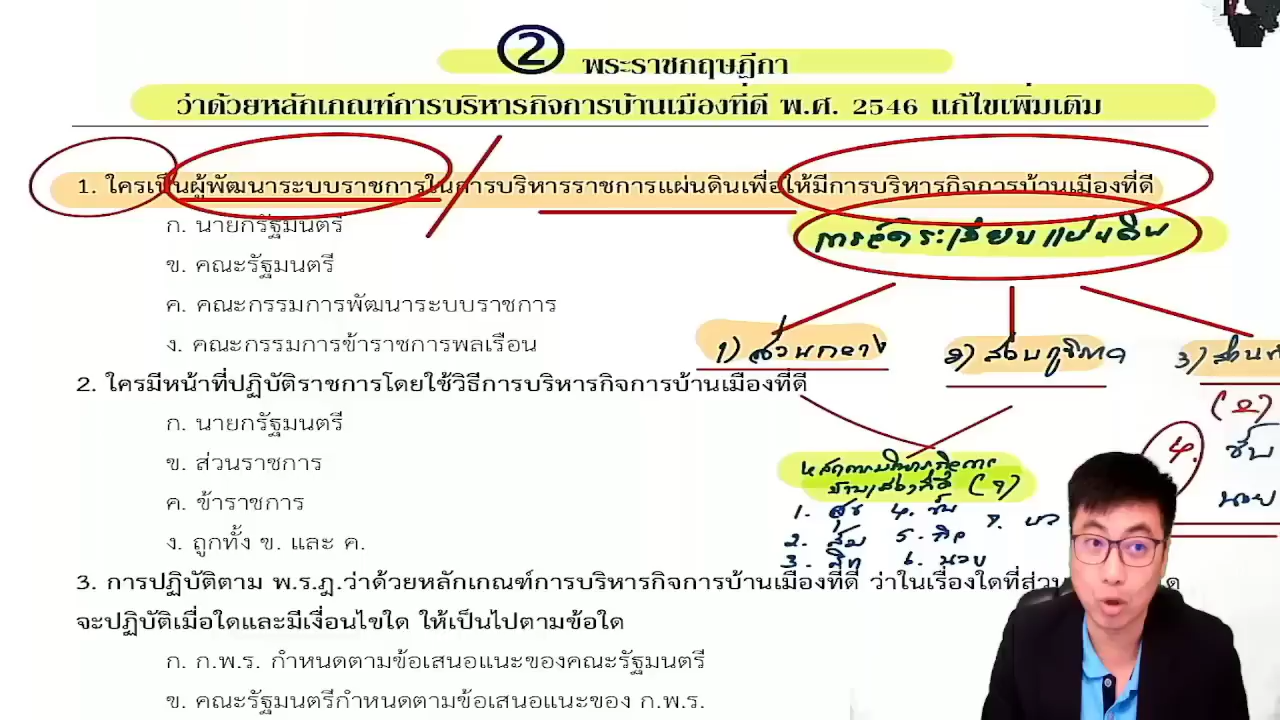 ② พระราชกฤษฎีกา
ว่าด้วยหลักเกณฑ์การบริหารกิจการบ้านเมืองที่ดี พ.ศ. 2546 แก้ไขเพิ่มเติม
1. ใครเป็นผู้พัฒนาระบบราชการในการบริหารราชการแผ่นดินเพื่อให้มีการบริหารกิจการบ้านเมืองที่ดี
ก. นายกรัฐมนตรี
การจัดระเบียบแผ่นดิน
ข. คณะรัฐมนตรี
ค. คณะกรรมการพัฒนาระบบราชการ
ง. คณะกรรมการข้าราชการพลเรือน
1) ส่วนกลาง
2) ส่วนภูมิภาค
3)
2. ใครมีหน้าที่ปฏิบัติราชการโดยใช้วิธีการบริหารกิจการบ้านเมืองที่ดี
ก. นายกรัฐมนตรี
4.
ข. ส่วนราชการ
ค. ข้าราชการ
1.
4.
2.
5.
3.
6.
ง. ถูกทั้ง ข. และ ค.
3. การปฏิบัติตาม พ.ร.ฎ.ว่าด้วยหลักเกณฑ์การบริหารกิจการบ้านเมืองที่ดี ว่าในเรื่องใดที่
จะปฏิบัติเมื่อใดและมีเงื่อนไขใด ให้เป็นไปตามข้อใด
ก. ก.พ.ร. กำหนดตามข้อเสนอแนะของคณะรัฐมนตรี
ข. คณะรัฐมนตรีกำหนดตามข้อเสนอแนะของ ก.พ.ร.